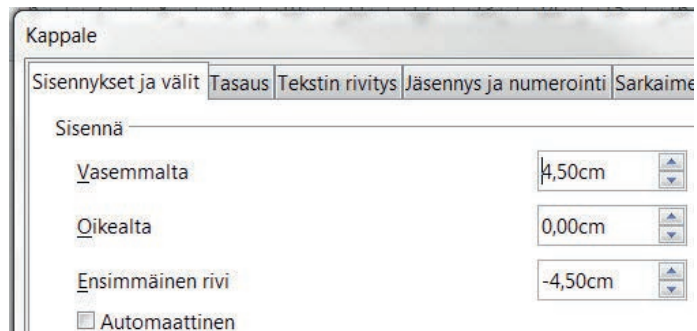 Kappale
Sisennykset ja välit Tasaus Tekstin rivitys Jäsennys ja numerointi Sarkaime
Sisennä
Vasemmalta 4,50cm
Oikealta 0,00cm
Ensimmäinen rivi -4,50cm
Automaattinen